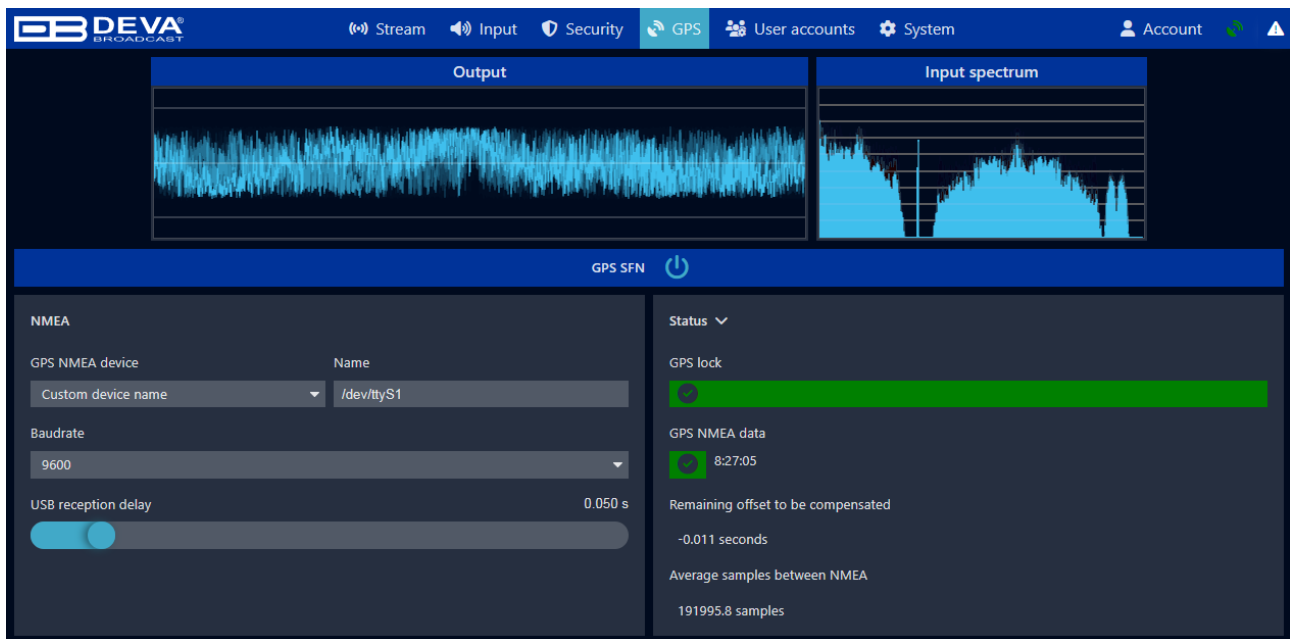 DEVA®
BROADCAST
Stream Input Security GPS User accounts System Account
Output Input spectrum
GPS SFN
NMEA
GPS NMEA device Name
Custom device name /dev/ttyS1
Baudrate
9600
USB reception delay 0.050 s
Status
GPS lock
GPS NMEA data
8:27:05
Remaining offset to be compensated
-0.011 seconds
Average samples between NMEA
191995.8 samples